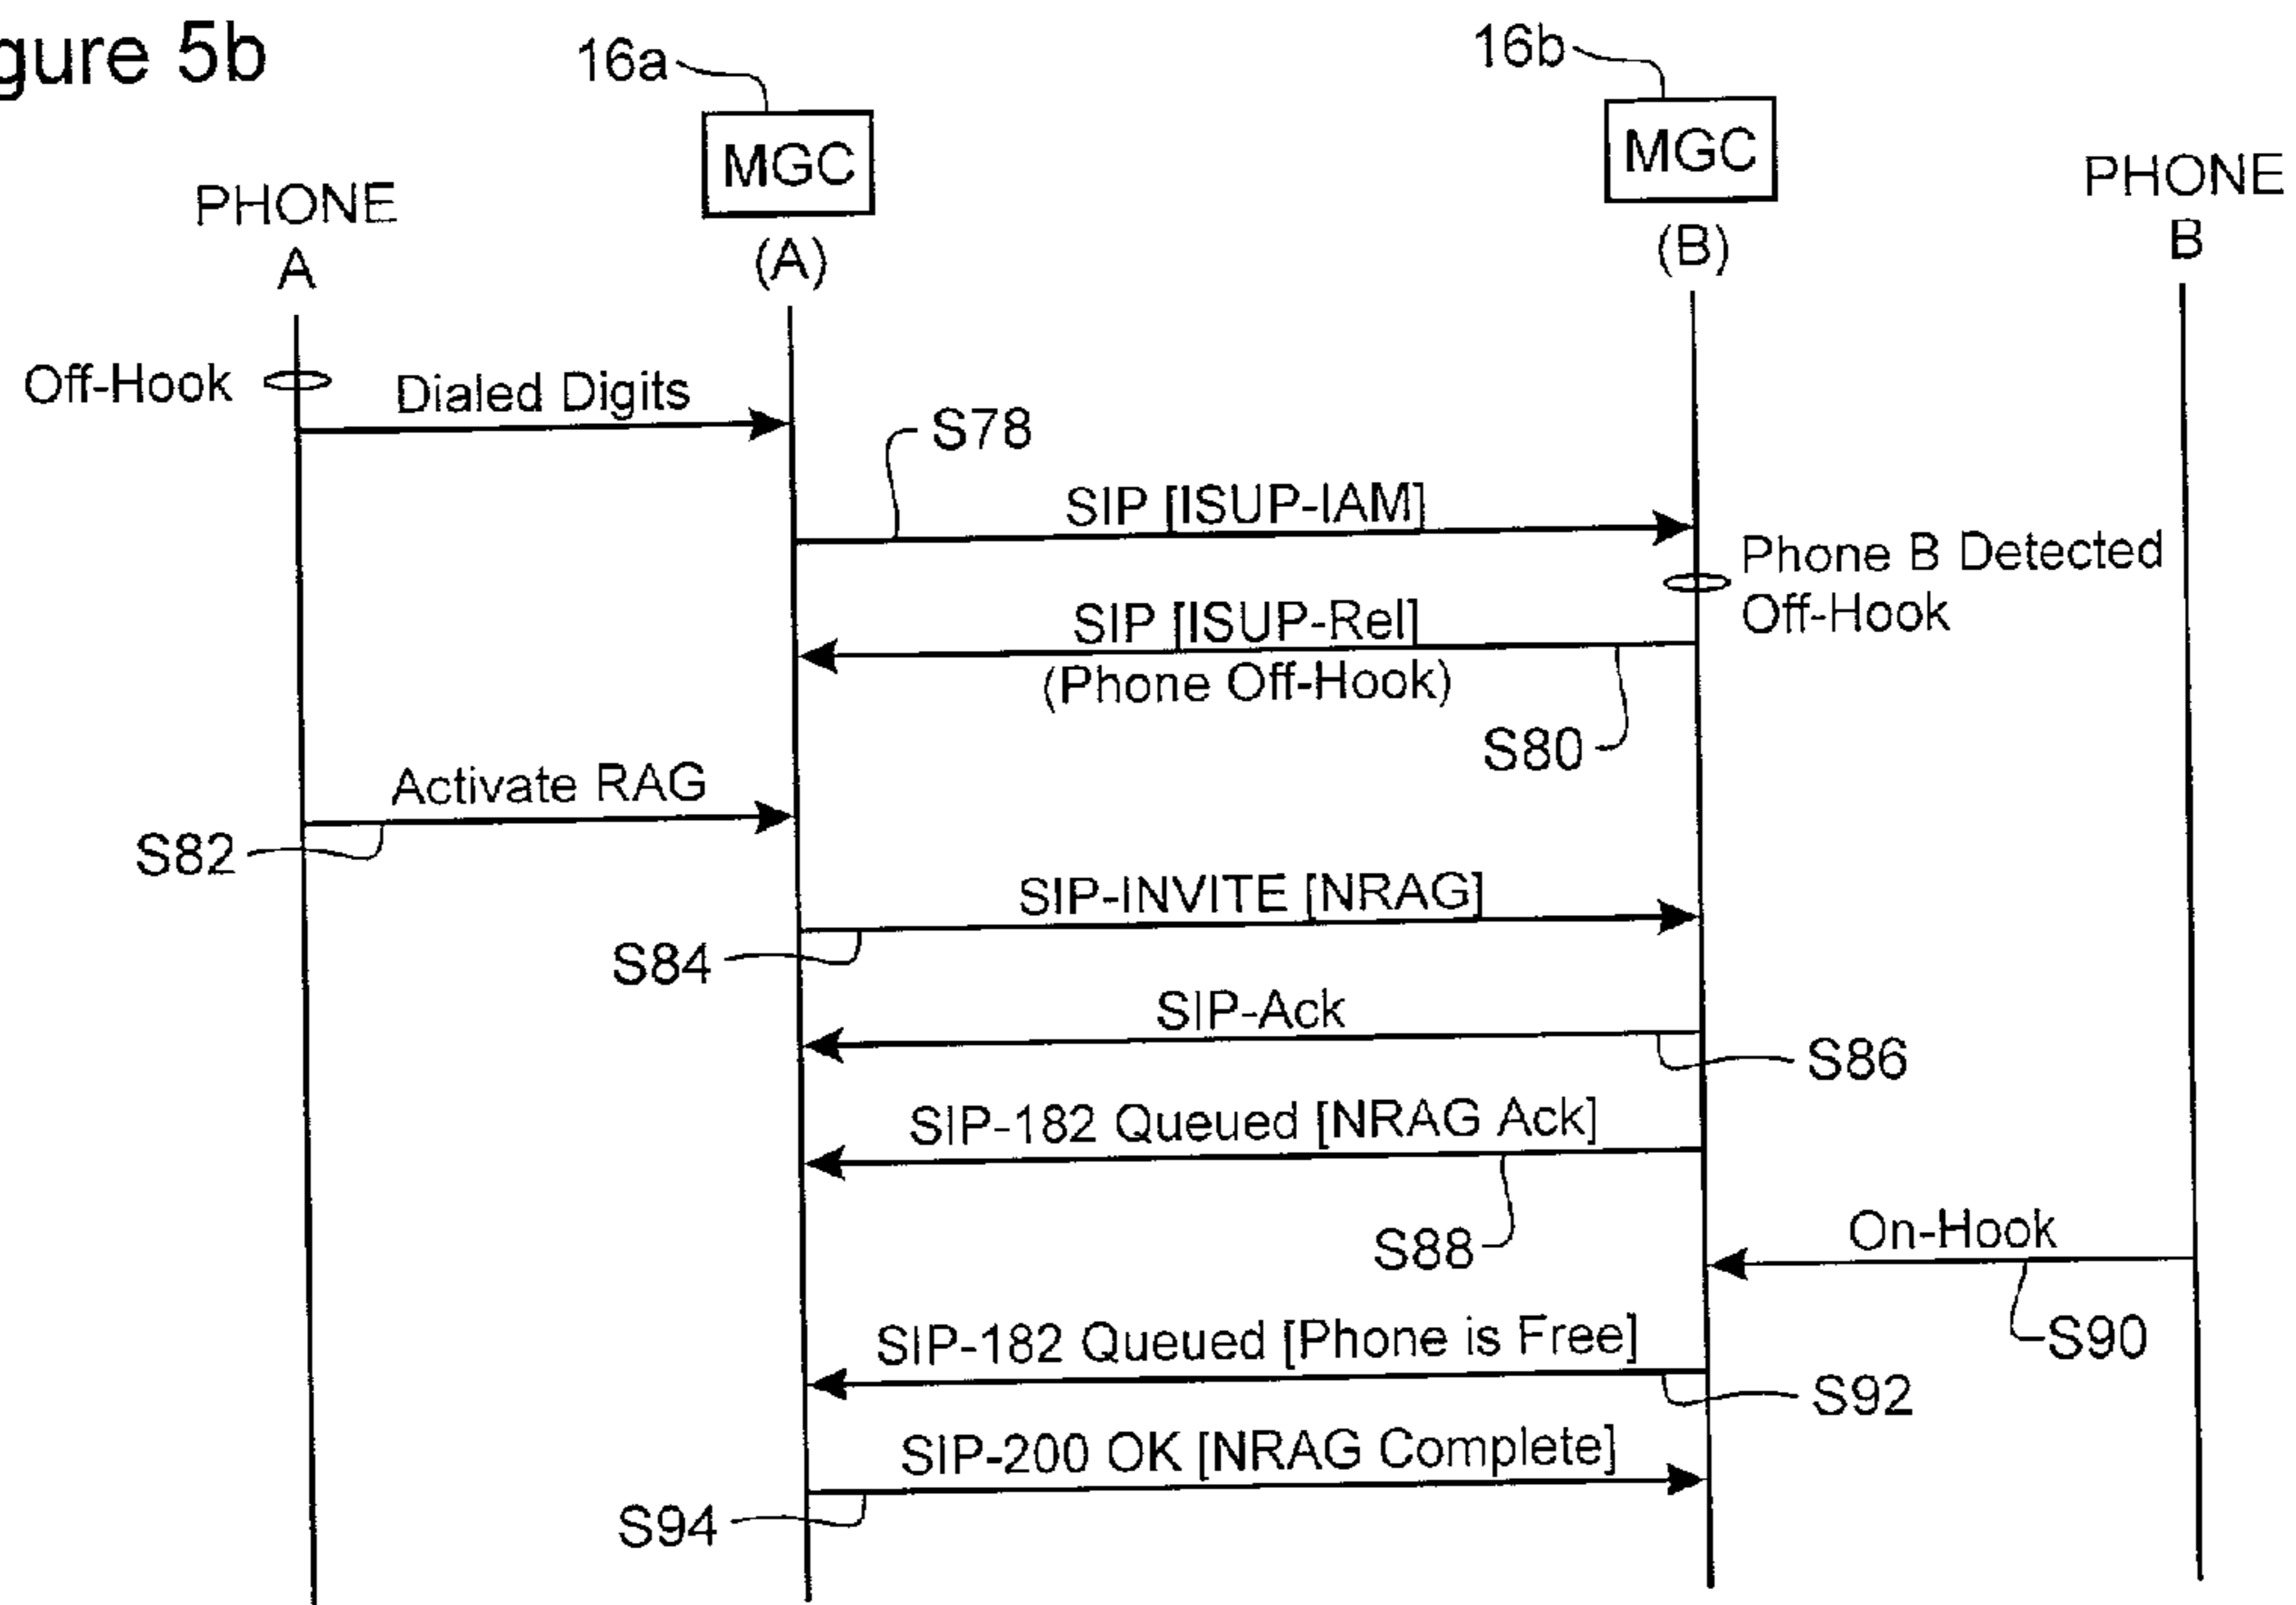 gure 5b
16a
16b
MGC
MGC
PHONE
A
(A)
(B)
PHONE
B
Off-Hook
Dialed Digits
S78
SIP [ISUP-IAM]
Phone B Detected
Off-Hook
SIP [ISUP-Rel]
(Phone Off-Hook)
S80
Activate RAG
S82
SIP-INVITE [NRAG]
S84
SIP-Ack
S86
SIP-182 Queued [NRAG Ack]
S88
On-Hook
S90
SIP-182 Queued [Phone is Free]
S92
SIP-200 OK [NRAG Complete]
S94